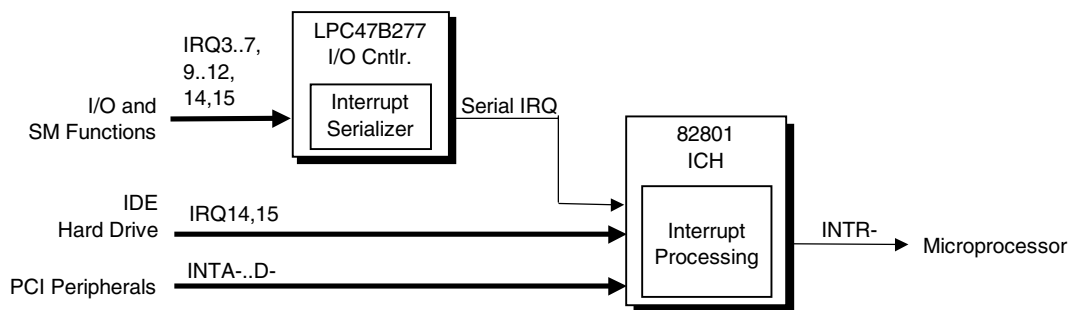 LPC47B277
I/O Cntlr.
Interrupt
Serializer
IRQ3..7,
9..12,
14,15
I/O and
SM Functions
Serial IRQ
82801
ICH
Interrupt
Processing
IDE
Hard Drive
IRQ14,15
INTR-
Microprocessor
PCI Peripherals
INTA-..D-